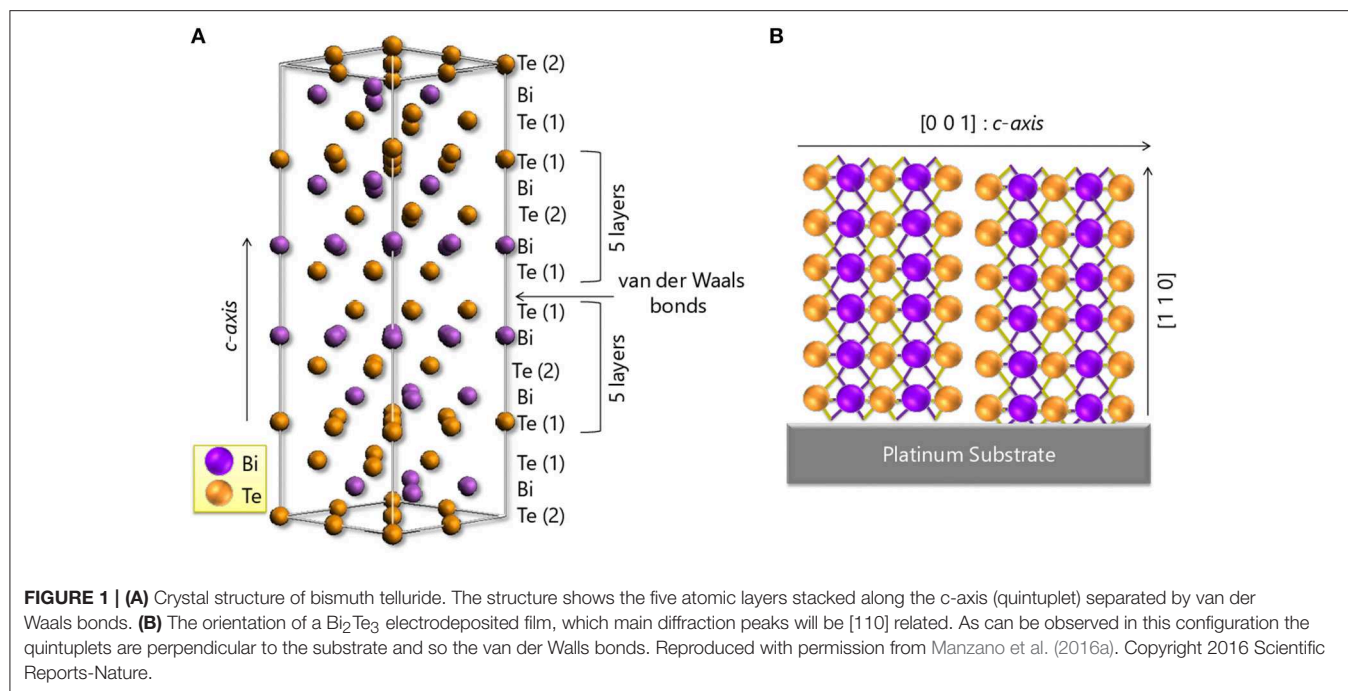 A
Te (2)
Bi
Te (1)
Te (1)
Bi
Te (2)
Bi
Te (1)
5 layers
van der Waals
bonds
Te (1)
Bi
Te (2)
Bi
Te (1)
5 layers
Te (1)
Bi
Te (2)
c-axis
Bi
Te
B
[0 0 1] : c-axis
[1 1 0]
Platinum Substrate
FIGURE 1 | (A) Crystal structure of bismuth telluride. The structure shows the five atomic layers stacked along the c-axis (quintuplet) separated by van der
Waals bonds. (B) The orientation of a Bi₂Te₃ electrodeposited film, which main diffraction peaks will be [110] related. As can be observed in this configuration the
quintuplets are perpendicular to the substrate and so the van der Walls bonds. Reproduced with permission from Manzano et al. (2016a). Copyright 2016 Scientific
Reports-Nature.